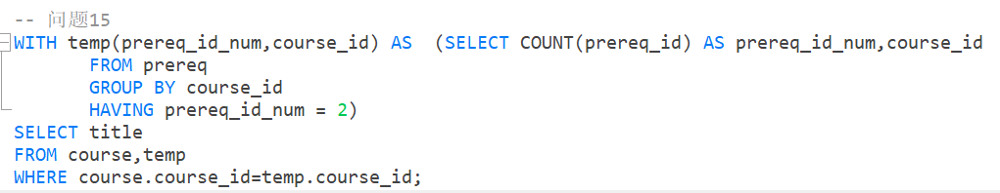 -- 问题15
WITH temp(prereq_id_num,course_id) AS  (SELECT COUNT(prereq_id) AS prereq_id_num,course_id
       FROM prereq
       GROUP BY course_id
       HAVING prereq_id_num = 2)
SELECT title
FROM course,temp
WHERE course.course_id=temp.course_id;